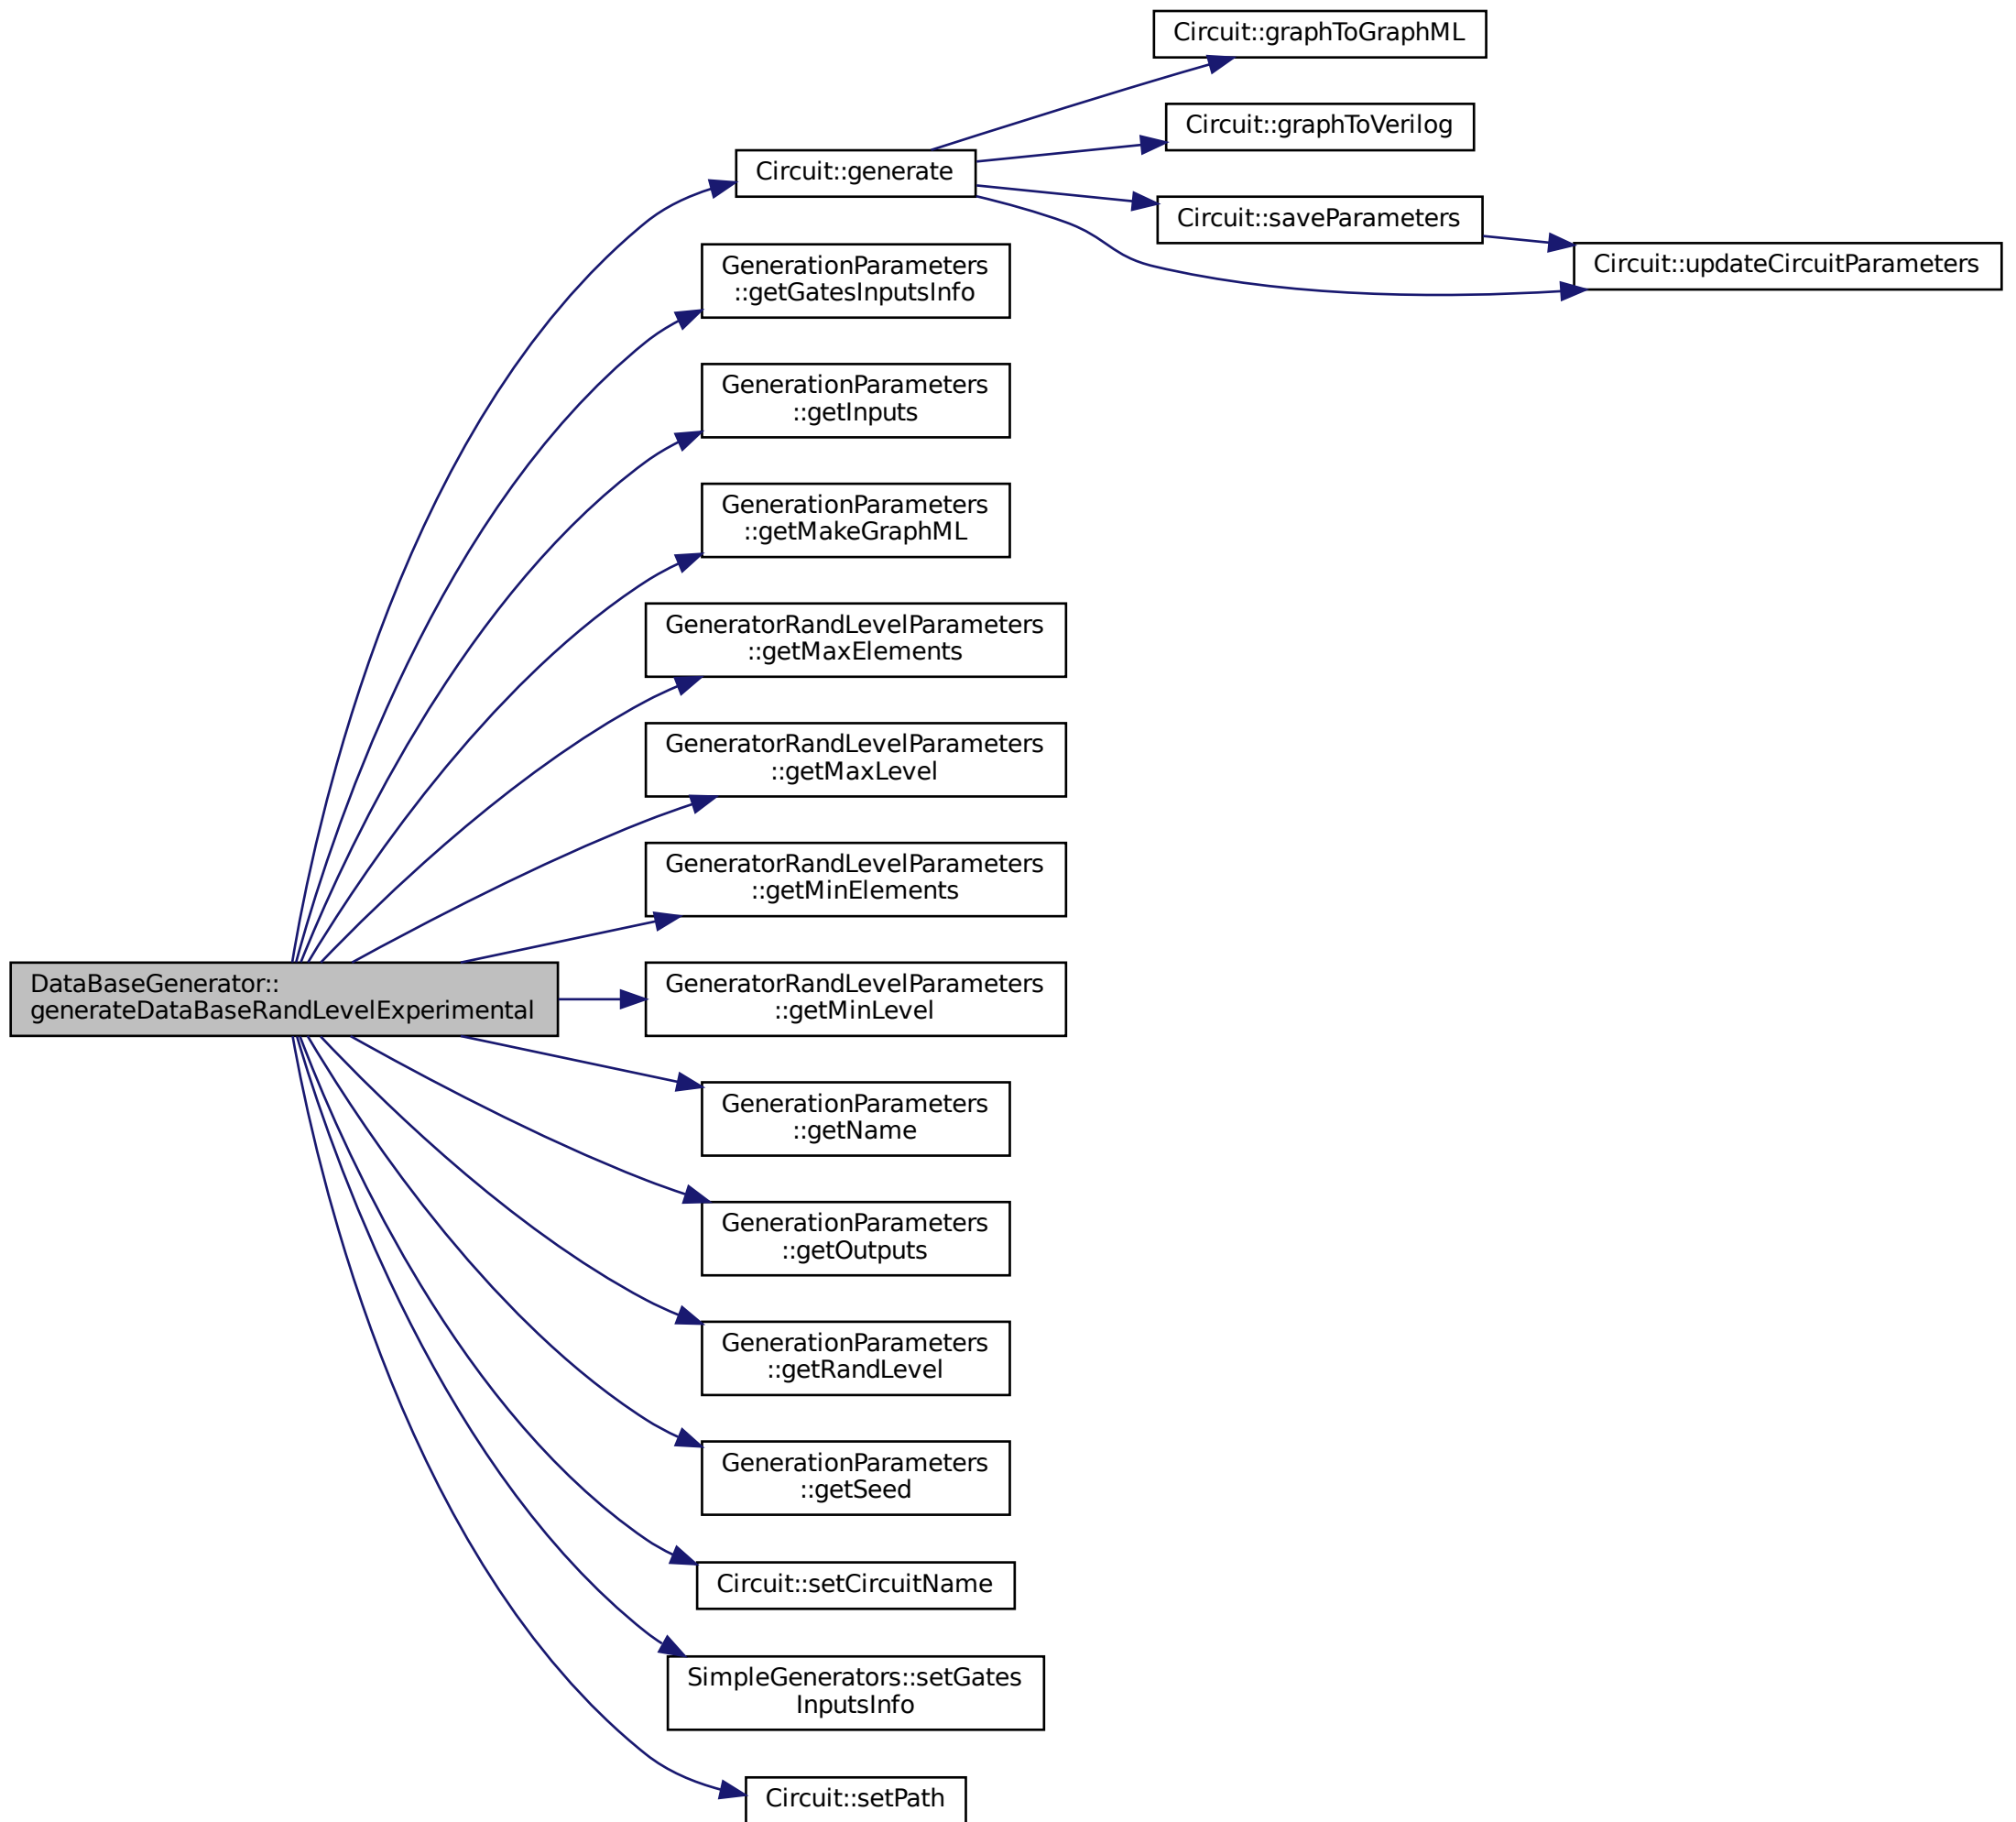 Circuit::graphToGraphML
Circuit::graphToVerilog
Circuit::generate
Circuit::saveParameters
Circuit::updateCircuitParameters
GenerationParameters
::getGatesInputsInfo
GenerationParameters
::getInputs
GenerationParameters
::getMakeGraphML
GeneratorRandLevelParameters
::getMaxElements
GeneratorRandLevelParameters
::getMaxLevel
GeneratorRandLevelParameters
::getMinElements
DataBaseGenerator::
generateDataBaseRandLevelExperimental
GeneratorRandLevelParameters
::getMinLevel
GenerationParameters
::getName
GenerationParameters
::getOutputs
GenerationParameters
::getRandLevel
GenerationParameters
::getSeed
Circuit::setCircuitName
SimpleGenerators::setGates
InputsInfo
Circuit::setPath